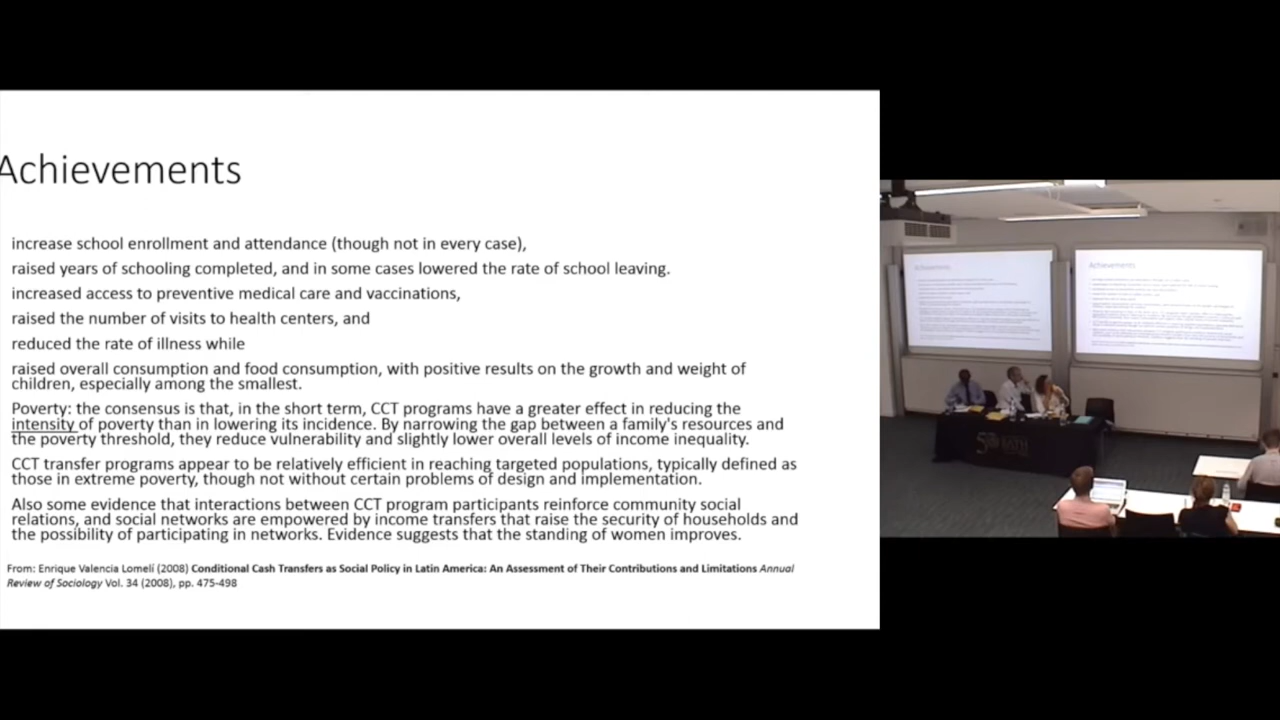 Achievements
increase school enrollment and attendance (though not in every case),
raised years of schooling completed, and in some cases lowered the rate of school leaving.
increased access to preventive medical care and vaccinations,
raised the number of visits to health centers, and
reduced the rate of illness while
raised overall consumption and food consumption, with positive results on the growth and weight of
children, especially among the smallest.
Poverty: the consensus is that, in the short term, CCT programs have a greater effect in reducing the
intensity of poverty than in lowering its incidence. By narrowing the gap between a family's resources and
the poverty threshold, they reduce vulnerability and slightly lower overall levels of income inequality.
CCT transfer programs appear to be relatively efficient in reaching targeted populations, typically defined as
those in extreme poverty, though not without certain problems of design and implementation.
Also some evidence that interactions between CCT program participants reinforce community social
relations, and social networks are empowered by income transfers that raise the security of households and
the possibility of participating in networks. Evidence suggests that the standing of women improves.
From: Enrique Valencia Lomelí (2008) Conditional Cash Transfers as Social Policy in Latin America: An Assessment of Their Contributions and Limitations Annual
Review of Sociology Vol. 34 (2008), pp. 475-498
Achievements
Achievements
BATH